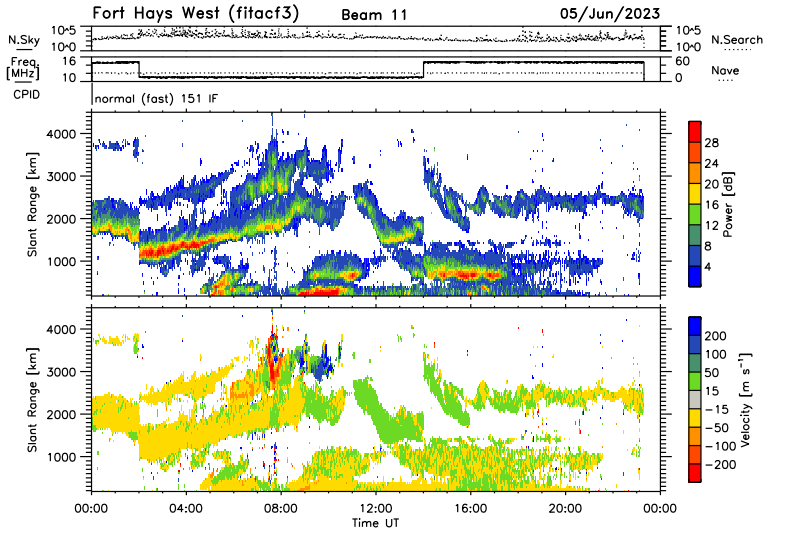 Fort Hays West (fitacf3) Beam 11 05/Jun/2023
N.Sky 10^5 10^0 10^5 10^0 N.Search
Freq. [MHz] 16 10 60 0 Nave
CPID normal (fast) 151 IF
Slant Range [km]
4000
3000
2000
1000
Power [dB]
28
24
20
16
12
8
4
Slant Range [km]
4000
3000
2000
1000
Velocity [m s⁻¹]
200
100
50
15
−15
−50
−100
−200
00:00 04:00 08:00 12:00 16:00 20:00 00:00
Time UT